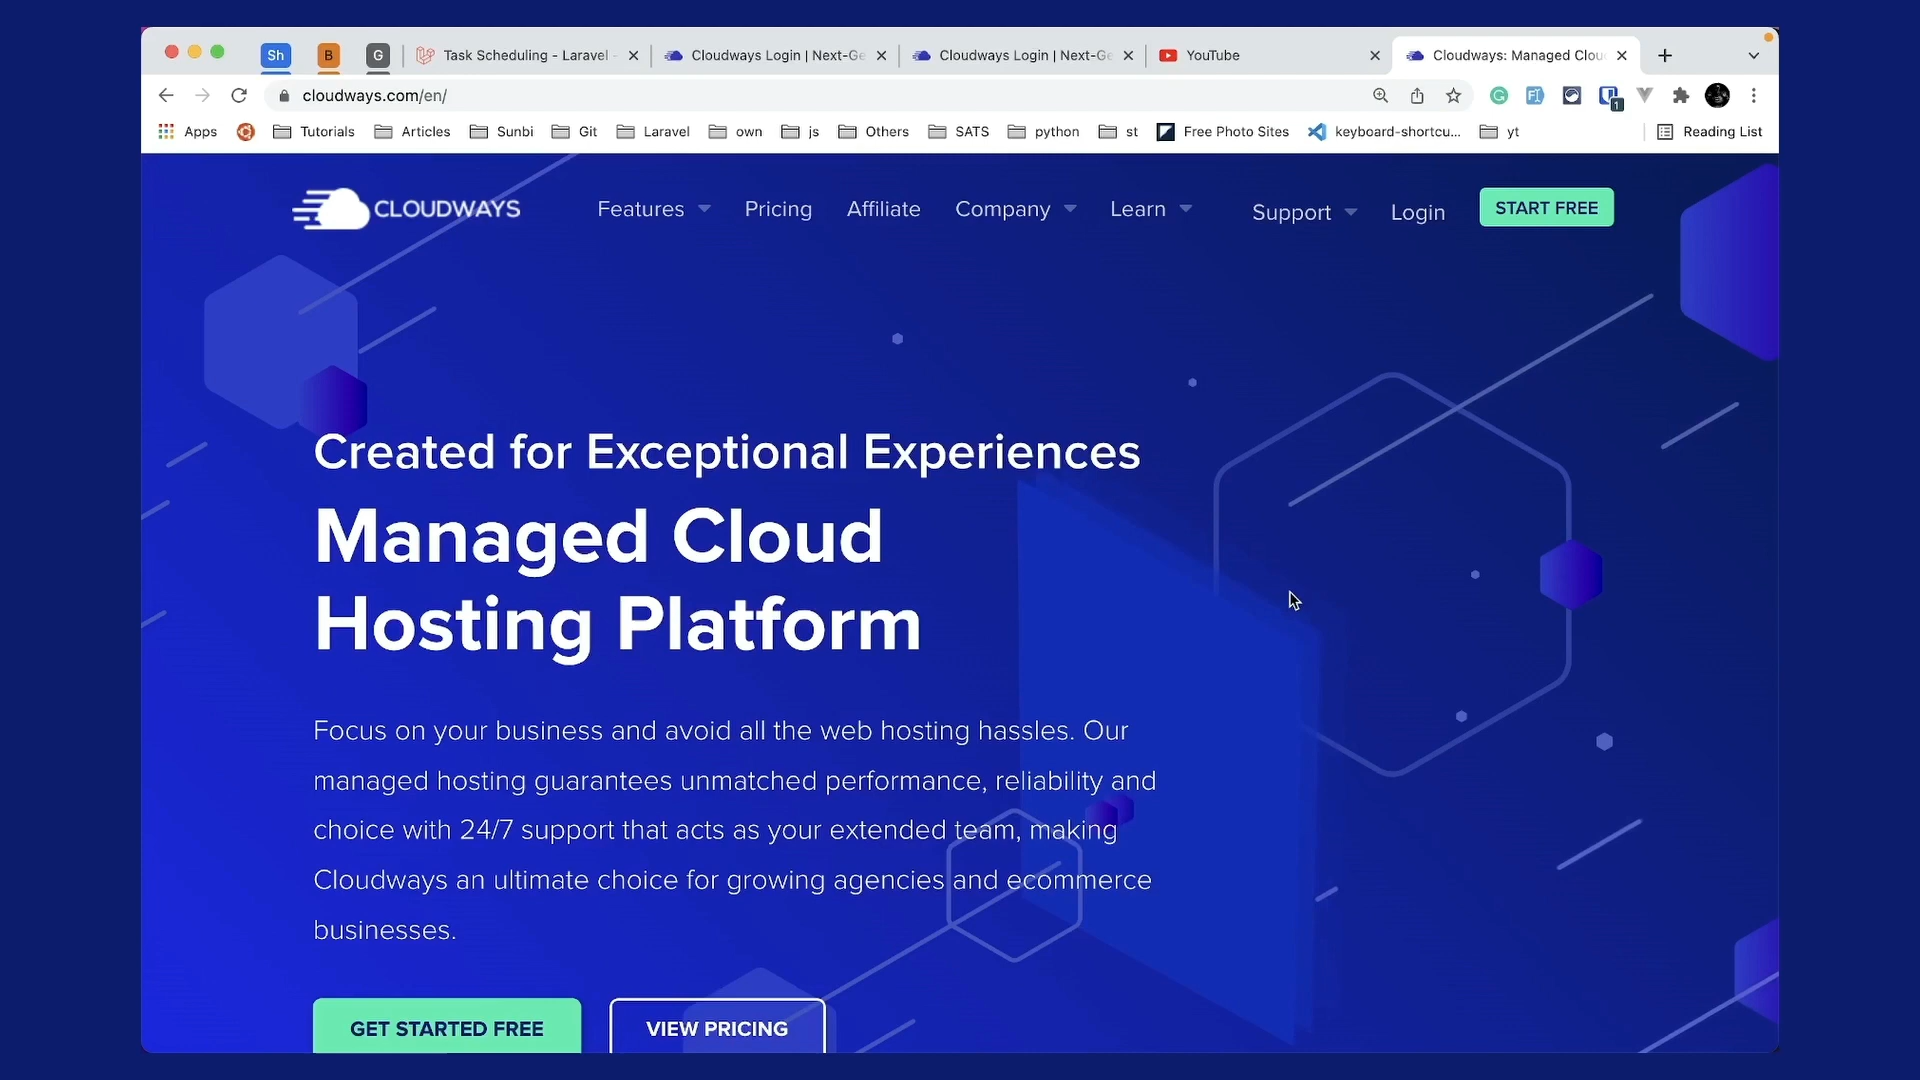 Sh B G Task Scheduling - Laravel - Cloudways Login | Next-Ge Cloudways Login | Next-Ge YouTube Cloudways: Managed Clou
cloudways.com/en/
1
Apps Tutorials Articles Sunbi Git Laravel own js Others SATS python st Free Photo Sites keyboard-shortcu... yt Reading List
CLOUDWAYS Features Pricing Affiliate Company Learn Support Login START FREE
Created for Exceptional Experiences
Managed Cloud
Hosting Platform
Focus on your business and avoid all the web hosting hassles. Our
managed hosting guarantees unmatched performance, reliability and
choice with 24/7 support that acts as your extended team, making
Cloudways an ultimate choice for growing agencies and ecommerce
businesses.
GET STARTED FREE VIEW PRICING